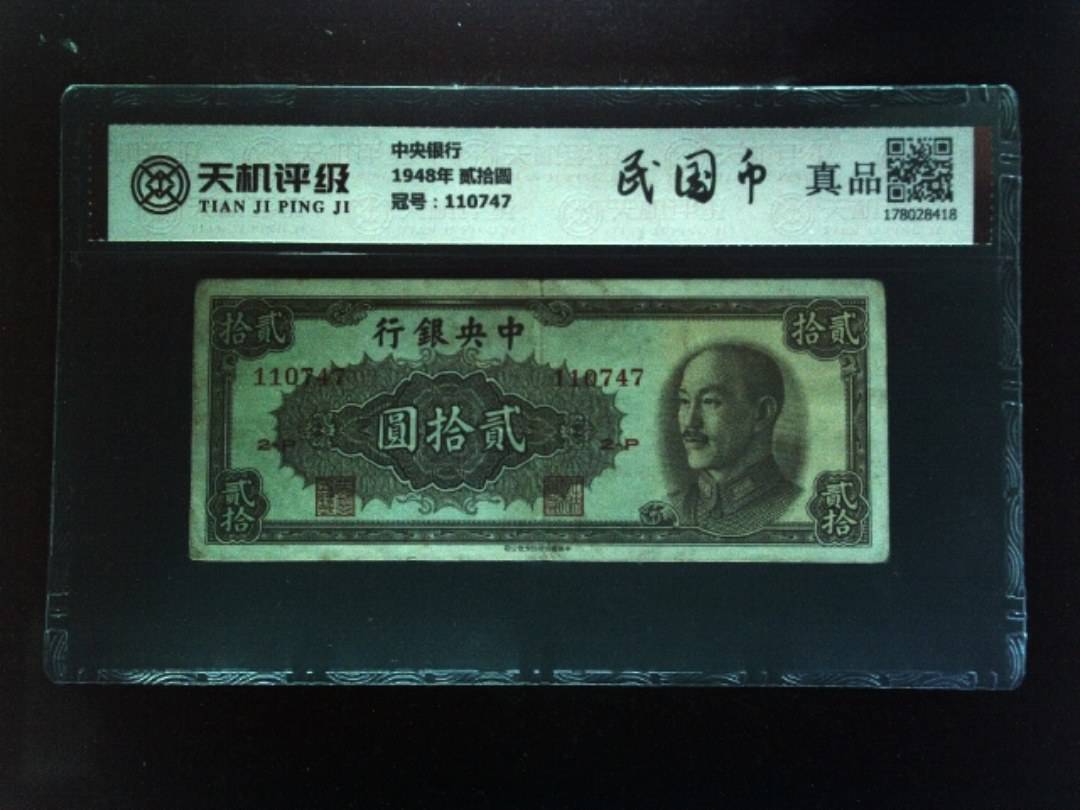 天机评级
TIAN JI PING JI
中央银行
1948年 贰拾圆
冠号：110747
民国币
真品
178028418
拾貳
行銀央中
拾貳
110747
110747
圓拾貳
2-P
2-P
貳拾
貳拾